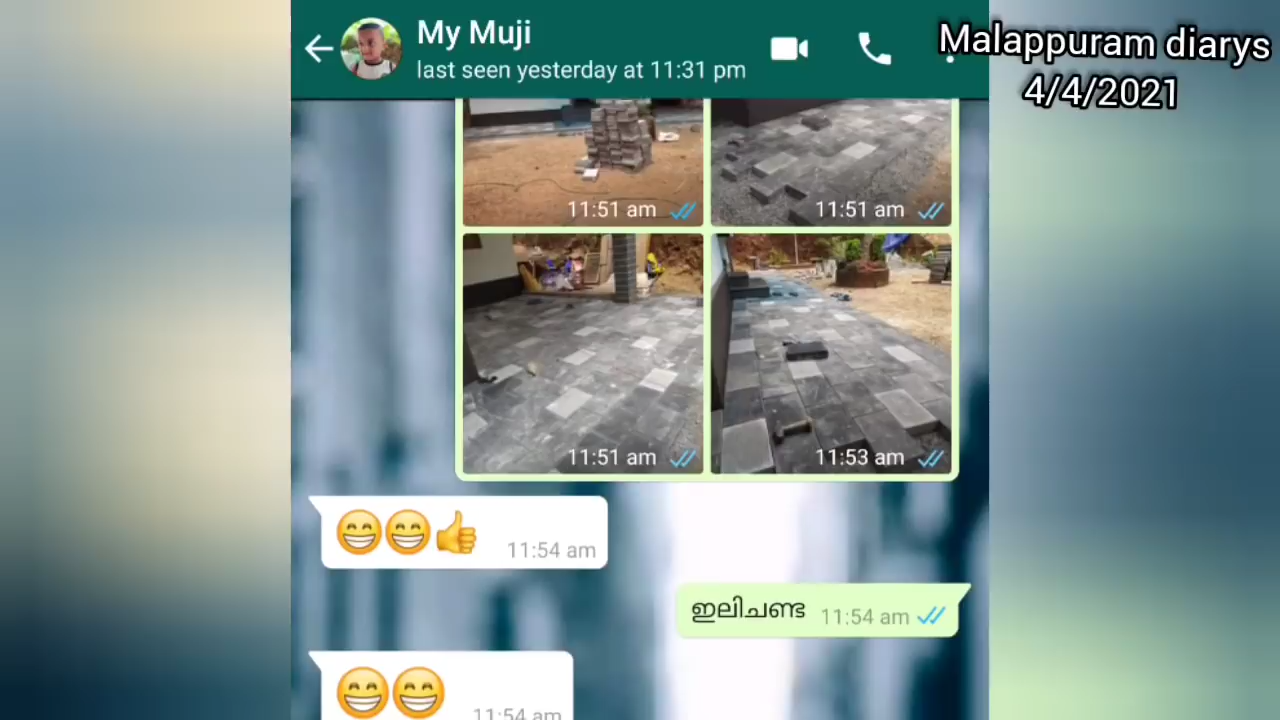 My Muji
last seen yesterday at 11:31 pm
Malappuram diarys
4/4/2021
11:51 am
11:51 am
11:51 am
11:53 am
😁😁👍 11:54 am
ഇലിചണ്ട 11:54 am
😁😁 11:54 am